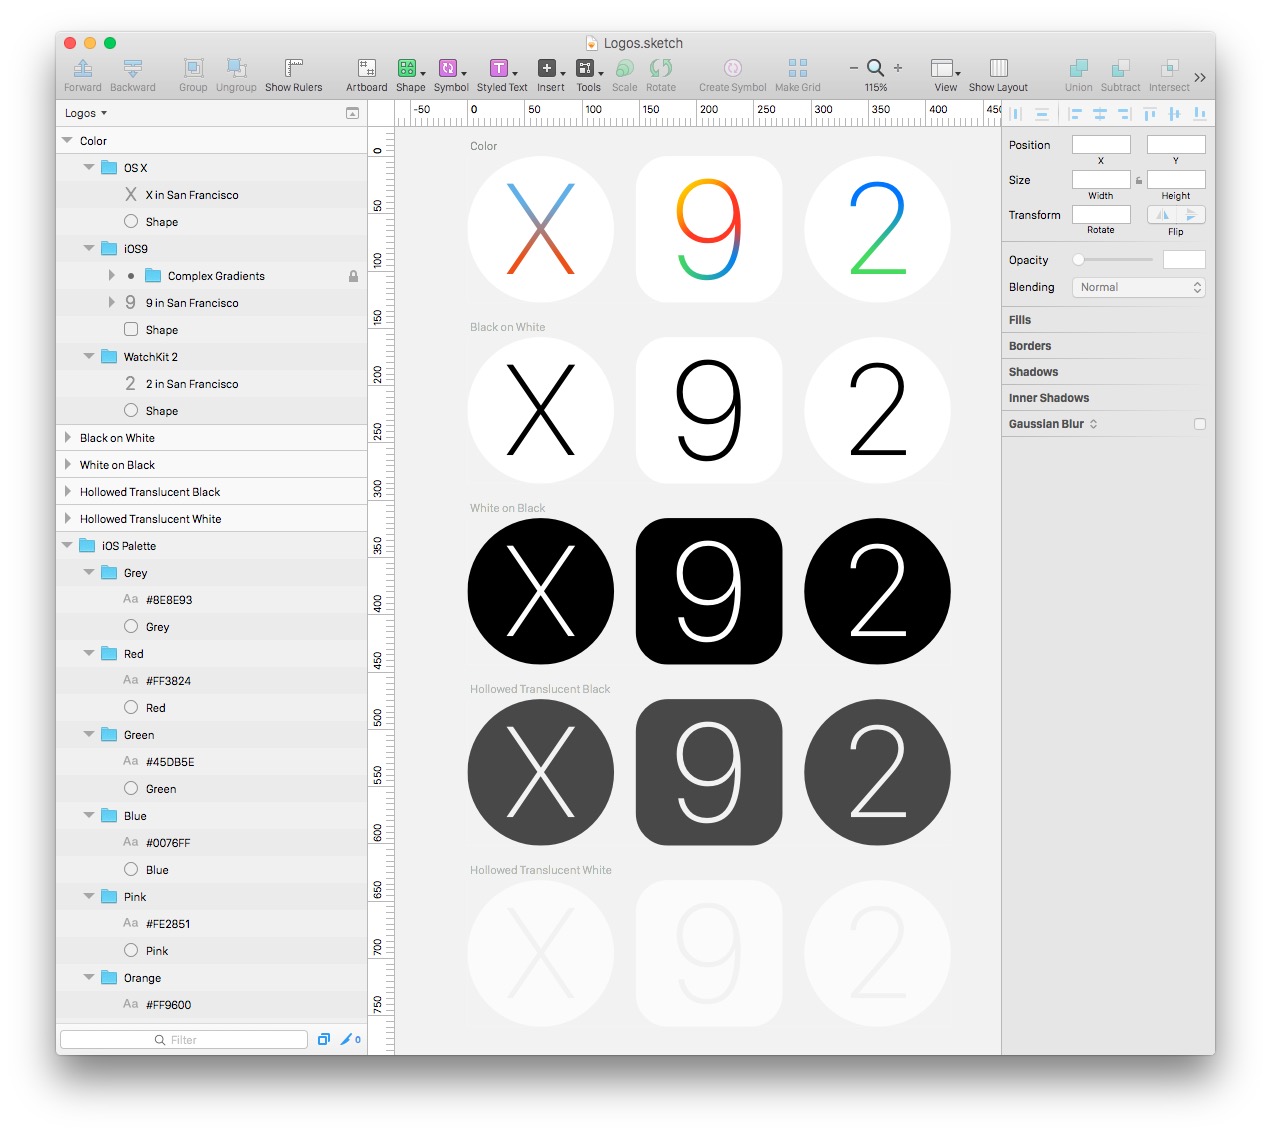 Logos.sketch
Forward Backward Group Ungroup Show Rulers Artboard Shape Symbol Styled Text Insert Tools Scale Rotate Create Symbol Make Grid 115% View Show Layout Union Subtract Intersect
Logos
Color
OS X
X in San Francisco
Shape
iOS9
Complex Gradients
9 in San Francisco
Shape
WatchKit 2
2 in San Francisco
Shape
Black on White
White on Black
Hollowed Translucent Black
Hollowed Translucent White
iOS Palette
Grey
Aa #8E8E93
Grey
Red
Aa #FF3824
Red
Green
Aa #45DB5E
Green
Blue
Aa #0076FF
Blue
Pink
Aa #FE2851
Pink
Orange
Aa #FF9600
Filter
0
-50 0 50 100 150 200 250 300 350 400 450
0
50
100
150
200
250
300
350
400
450
500
550
600
650
700
750
Color
X 9 2
Black on White
X 9 2
White on Black
X 9 2
Hollowed Translucent Black
X 9 2
Hollowed Translucent White
X 9 2
Position
X Y
Size
Width Height
Transform
Rotate Flip
Opacity
Blending Normal
Fills
Borders
Shadows
Inner Shadows
Gaussian Blur